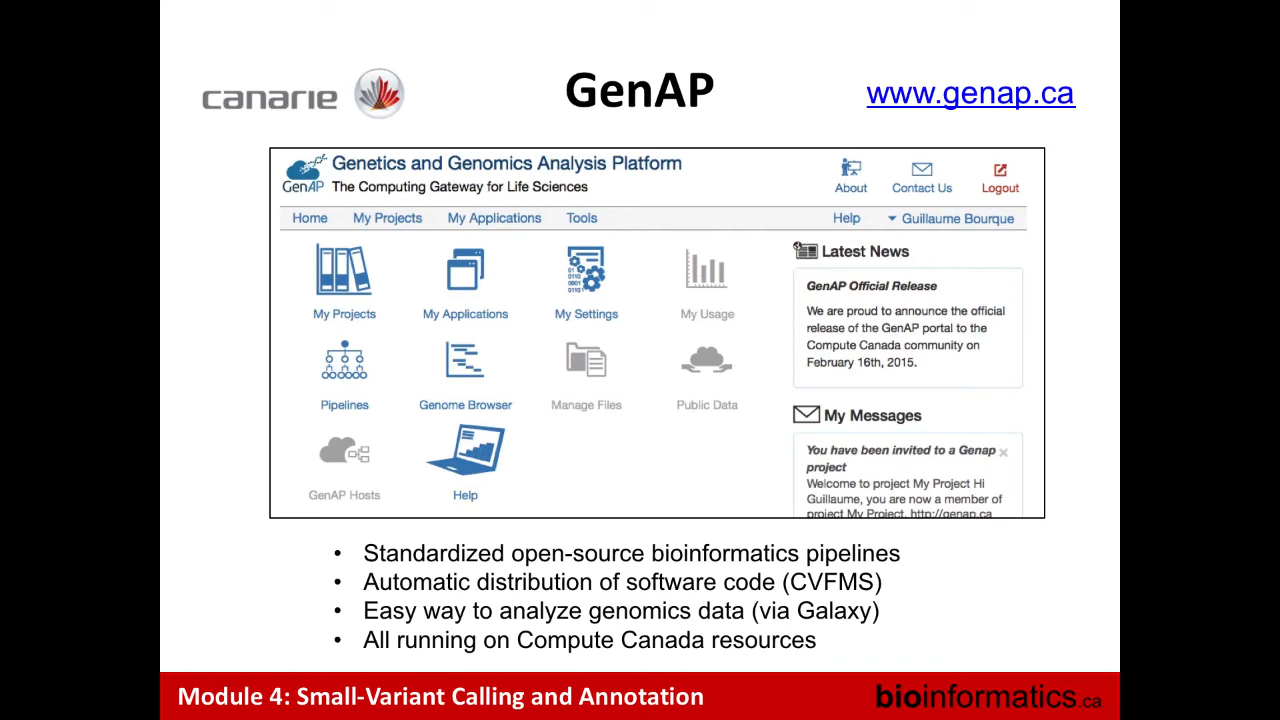 canarie
GenAP
www.genap.ca
GenAP
Genetics and Genomics Analysis Platform
The Computing Gateway for Life Sciences
About
Contact Us
Logout
Home
My Projects
My Applications
Tools
Help
Guillaume Bourque
My Projects
My Applications
My Settings
My Usage
Pipelines
Genome Browser
Manage Files
Public Data
GenAP Hosts
Help
Latest News
GenAP Official Release
We are proud to announce the official
release of the GenAP portal to the
Compute Canada community on
February 16th, 2015.
My Messages
You have been invited to a Genap
project
Welcome to project My Project Hi
Guillaume, you are now a member of
project My Project. http://genap.ca
• Standardized open-source bioinformatics pipelines
• Automatic distribution of software code (CVFMS)
• Easy way to analyze genomics data (via Galaxy)
• All running on Compute Canada resources
Module 4: Small-Variant Calling and Annotation
bioinformatics.ca